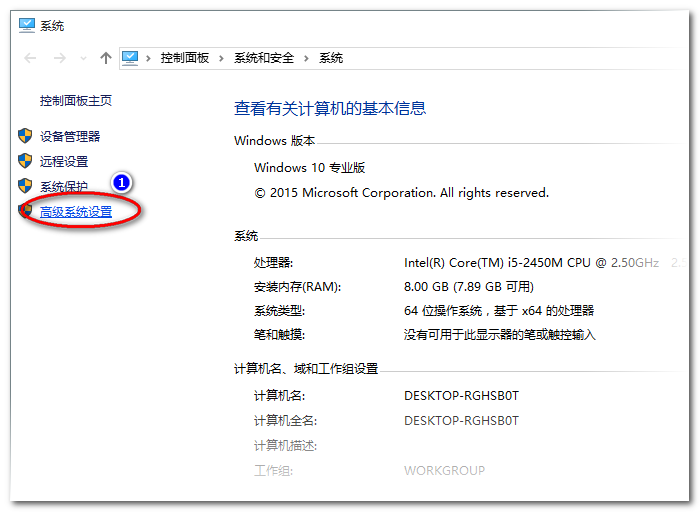 系统
控制面板 › 系统和安全 › 系统
控制面板主页
设备管理器
远程设置
系统保护
1
高级系统设置
查看有关计算机的基本信息
Windows 版本
Windows 10 专业版
© 2015 Microsoft Corporation. All rights reserved.
系统
处理器: Intel(R) Core(TM) i5-2450M CPU @ 2.50GHz 2.5
安装内存(RAM): 8.00 GB (7.89 GB 可用)
系统类型: 64 位操作系统，基于 x64 的处理器
笔和触摸: 没有可用于此显示器的笔或触控输入
计算机名、域和工作组设置
计算机名: DESKTOP-RGHSB0T
计算机全名: DESKTOP-RGHSB0T
计算机描述:
工作组: WORKGROUP